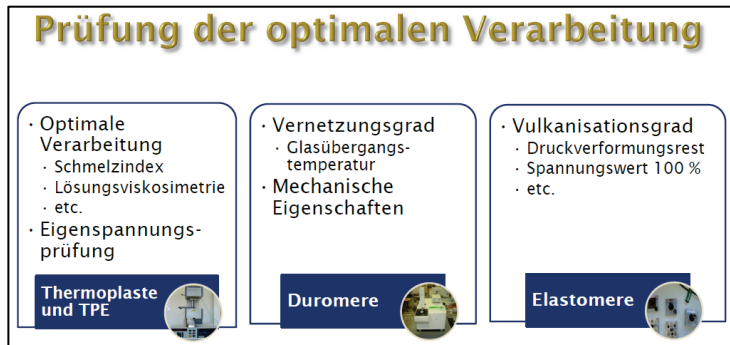 Prüfung der optimalen Verarbeitung
· Optimale
Verarbeitung
· Schmelzindex
· Lösungsviskosimetrie
· etc.
· Eigenspannungs-
prüfung
Thermoplaste
und TPE
· Vernetzungsgrad
· Glasübergangs-
temperatur
· Mechanische
Eigenschaften
Duromere
· Vulkanisationsgrad
· Druckverformungsrest
· Spannungswert 100 %
· etc.
Elastomere